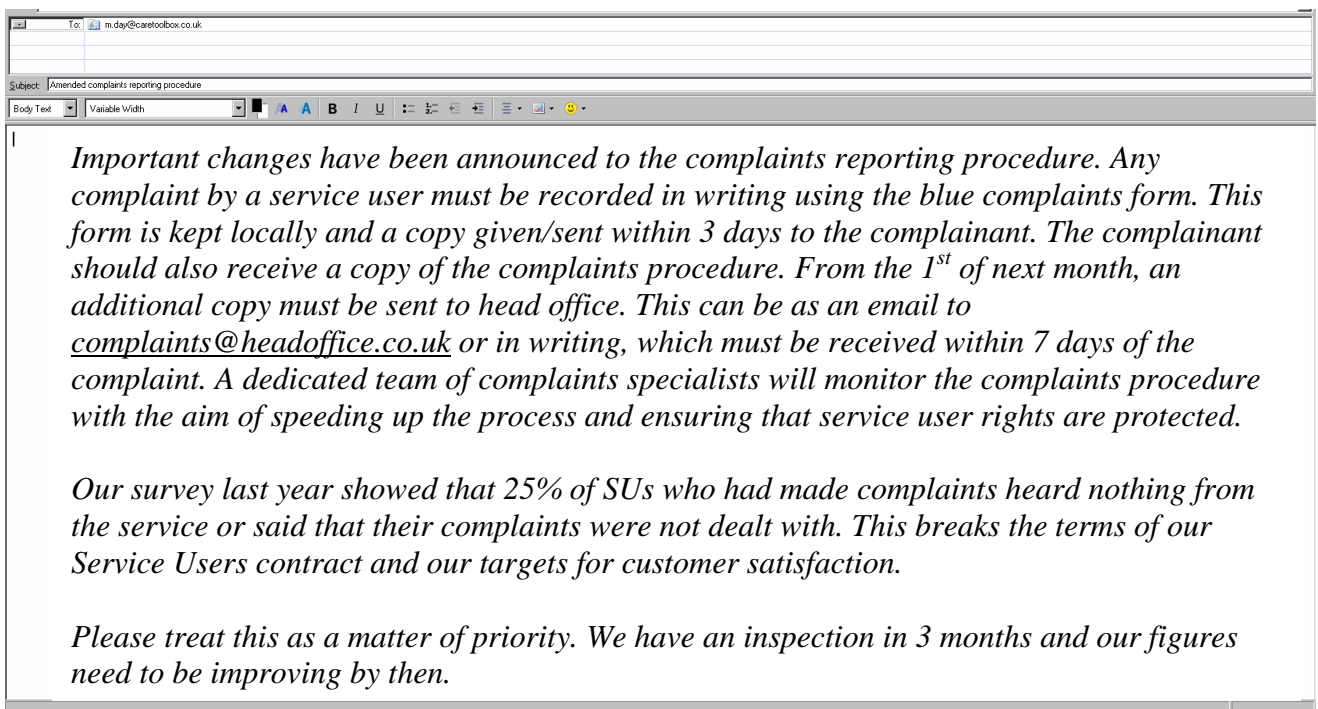 To: m.day@caretoolbox.co.uk
Subject: Amended complaints reporting procedure
Body Text Variable Width A A B I U
Important changes have been announced to the complaints reporting procedure. Any
complaint by a service user must be recorded in writing using the blue complaints form. This
form is kept locally and a copy given/sent within 3 days to the complainant. The complainant
should also receive a copy of the complaints procedure. From the 1st of next month, an
additional copy must be sent to head office. This can be as an email to
complaints@headoffice.co.uk or in writing, which must be received within 7 days of the
complaint. A dedicated team of complaints specialists will monitor the complaints procedure
with the aim of speeding up the process and ensuring that service user rights are protected.
Our survey last year showed that 25% of SUs who had made complaints heard nothing from
the service or said that their complaints were not dealt with. This breaks the terms of our
Service Users contract and our targets for customer satisfaction.
Please treat this as a matter of priority. We have an inspection in 3 months and our figures
need to be improving by then.